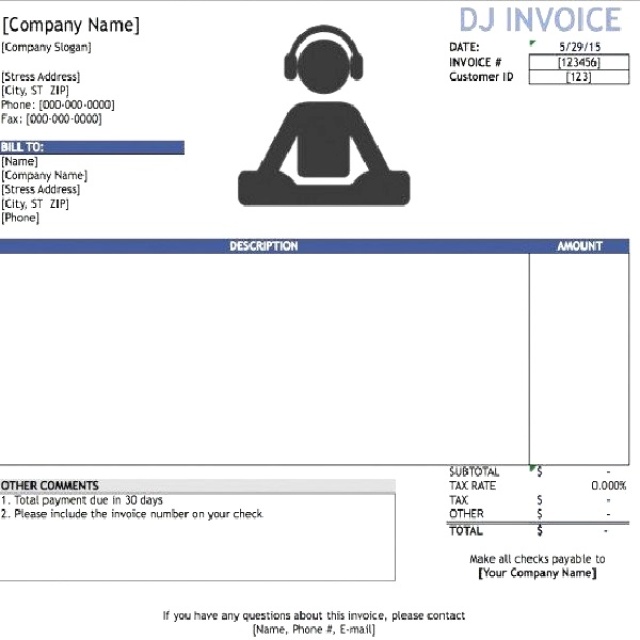 [Company Name]
[Company Slogan]
[Stress Address]
[City, ST ZIP]
Phone: [000-000-0000]
Fax: [000-000-0000]
DJ INVOICE
DATE: 5/29/15
INVOICE # [123456]
Customer ID [123]
BILL TO:
[Name]
[Company Name]
[Stress Address]
[City, ST ZIP]
[Phone]
DESCRIPTION AMOUNT
SUBTOTAL $ -
TAX RATE 0.000%
TAX $ -
OTHER $ -
TOTAL $ -
OTHER COMMENTS
1. Total payment due in 30 days
2. Please include the invoice number on your check
Make all checks payable to
[Your Company Name]
If you have any questions about this invoice, please contact
[Name, Phone #, E-mail]